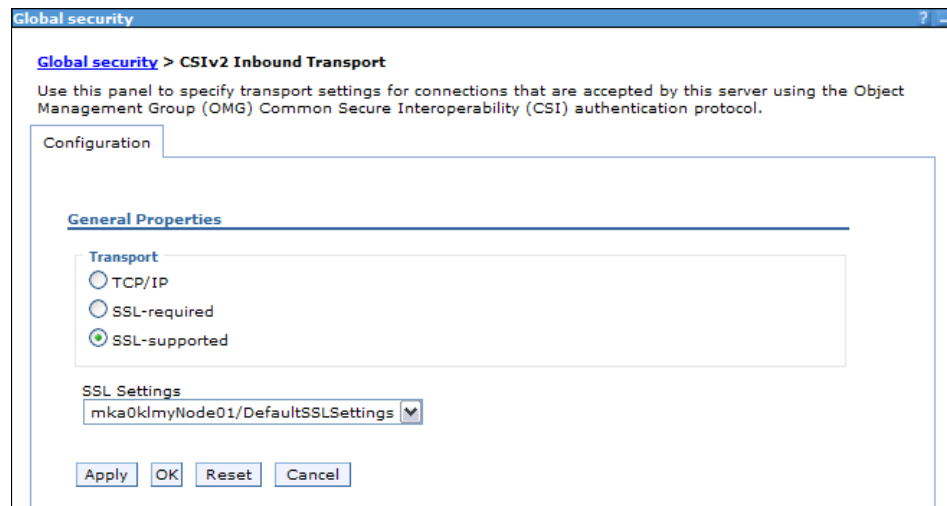 Global security ? –
Global security > CSIv2 Inbound Transport
Use this panel to specify transport settings for connections that are accepted by this server using the Object
Management Group (OMG) Common Secure Interoperability (CSI) authentication protocol.
Configuration
General Properties
Transport
TCP/IP
SSL-required
SSL-supported
SSL Settings
mka0klmyNode01/DefaultSSLSettings
Apply OK Reset Cancel